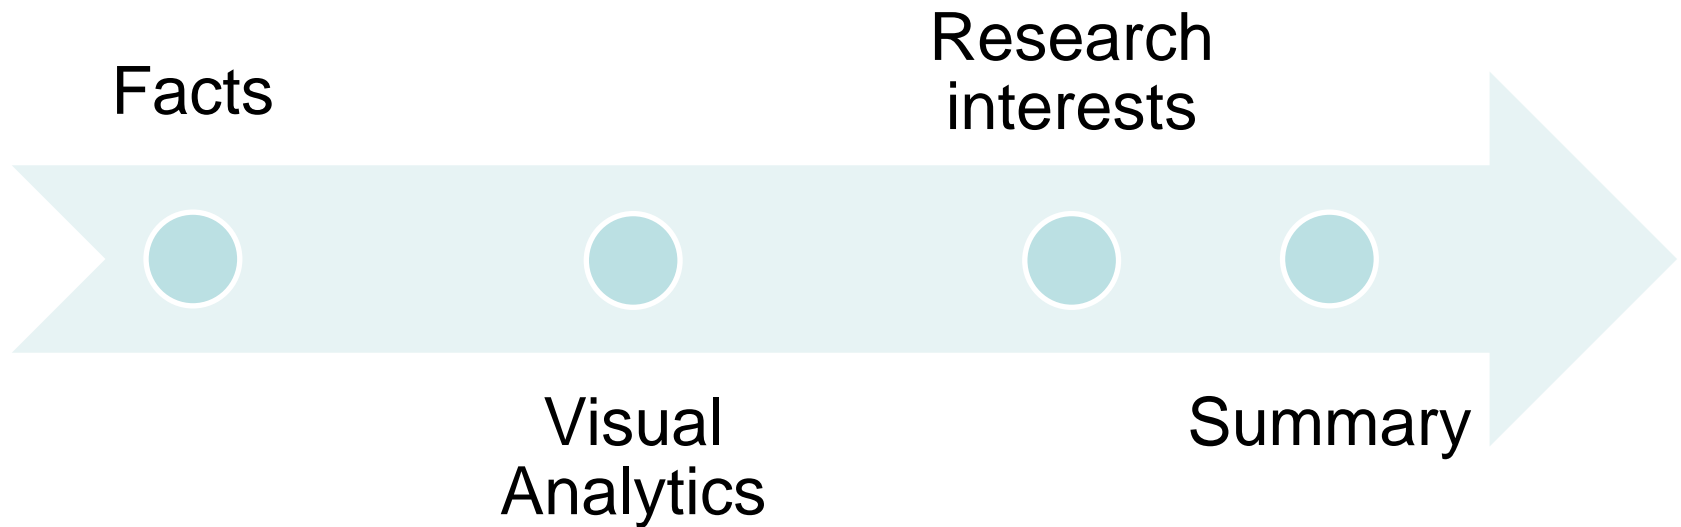 Facts
Visual
Analytics
Research
interests
Summary